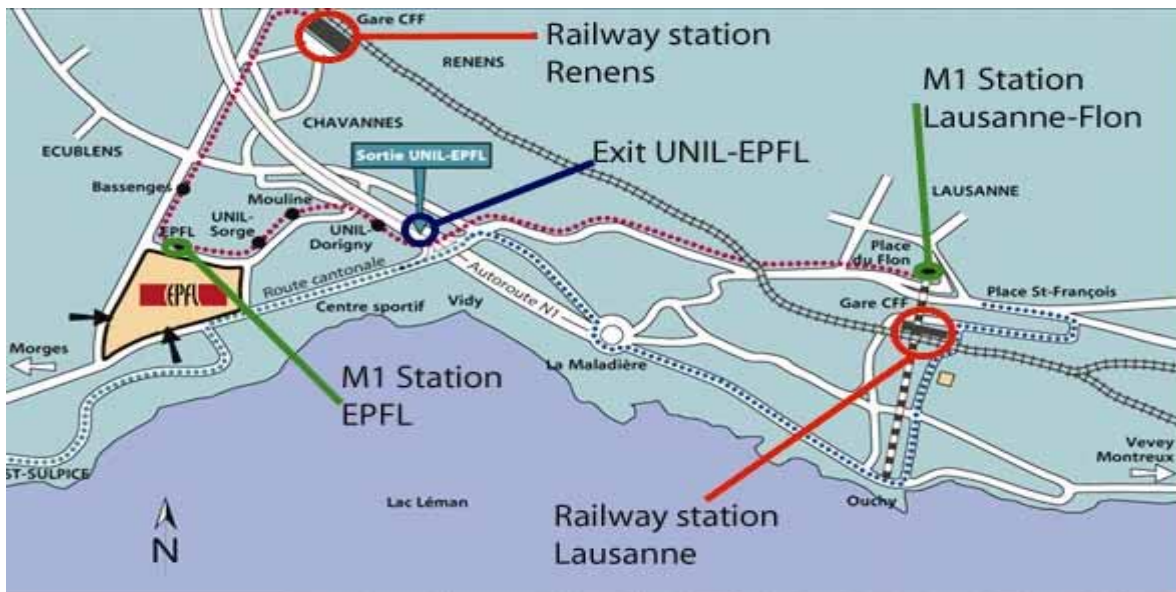 Gare CFF
Railway station
Renens
RENENS
M1 Station
Lausanne-Flon
CHAVANNES
ECUBLENS
Sortie UNIL-EPFL
Exit UNIL-EPFL
Bassenges
LAUSANNE
Mouline
UNIL-
Sorge
EPFL
UNIL-
Dorigny
Place
du Flon
Route cantonale
EPFL
Autoroute N1
Centre sportif
Vidy
Gare CFF
Place St-François
Morges
La Maladière
M1 Station
EPFL
Vevey
Montreux
ST-SULPICE
Lac Léman
Ouchy
N
Railway station
Lausanne